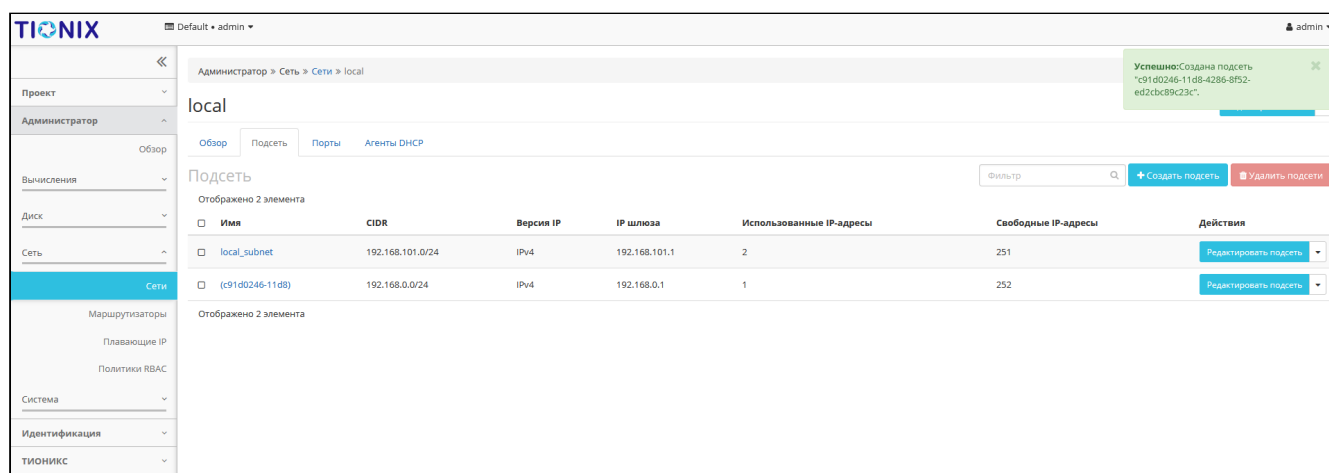 TIONIX
Default • admin
admin
Администратор » Сеть » Сети » local
Успешно:Создана подсеть
"c91d0246-11d8-4286-8f52-
ed2cbc89c23c".
Проект
Администратор
Обзор
Вычисления
Диск
Сеть
Сети
Маршрутизаторы
Плавающие IP
Политики RBAC
Система
Идентификация
ТИОНИКС
local
Обзор Подсеть Порты Агенты DHCP
Подсеть
Фильтр
Создать подсеть
Удалить подсети
Отображено 2 элемента
Имя CIDR Версия IP IP шлюза Использованные IP-адреса Свободные IP-адреса Действия
local_subnet 192.168.101.0/24 IPv4 192.168.101.1 2 251 Редактировать подсеть
(c91d0246-11d8) 192.168.0.0/24 IPv4 192.168.0.1 1 252 Редактировать подсеть
Отображено 2 элемента